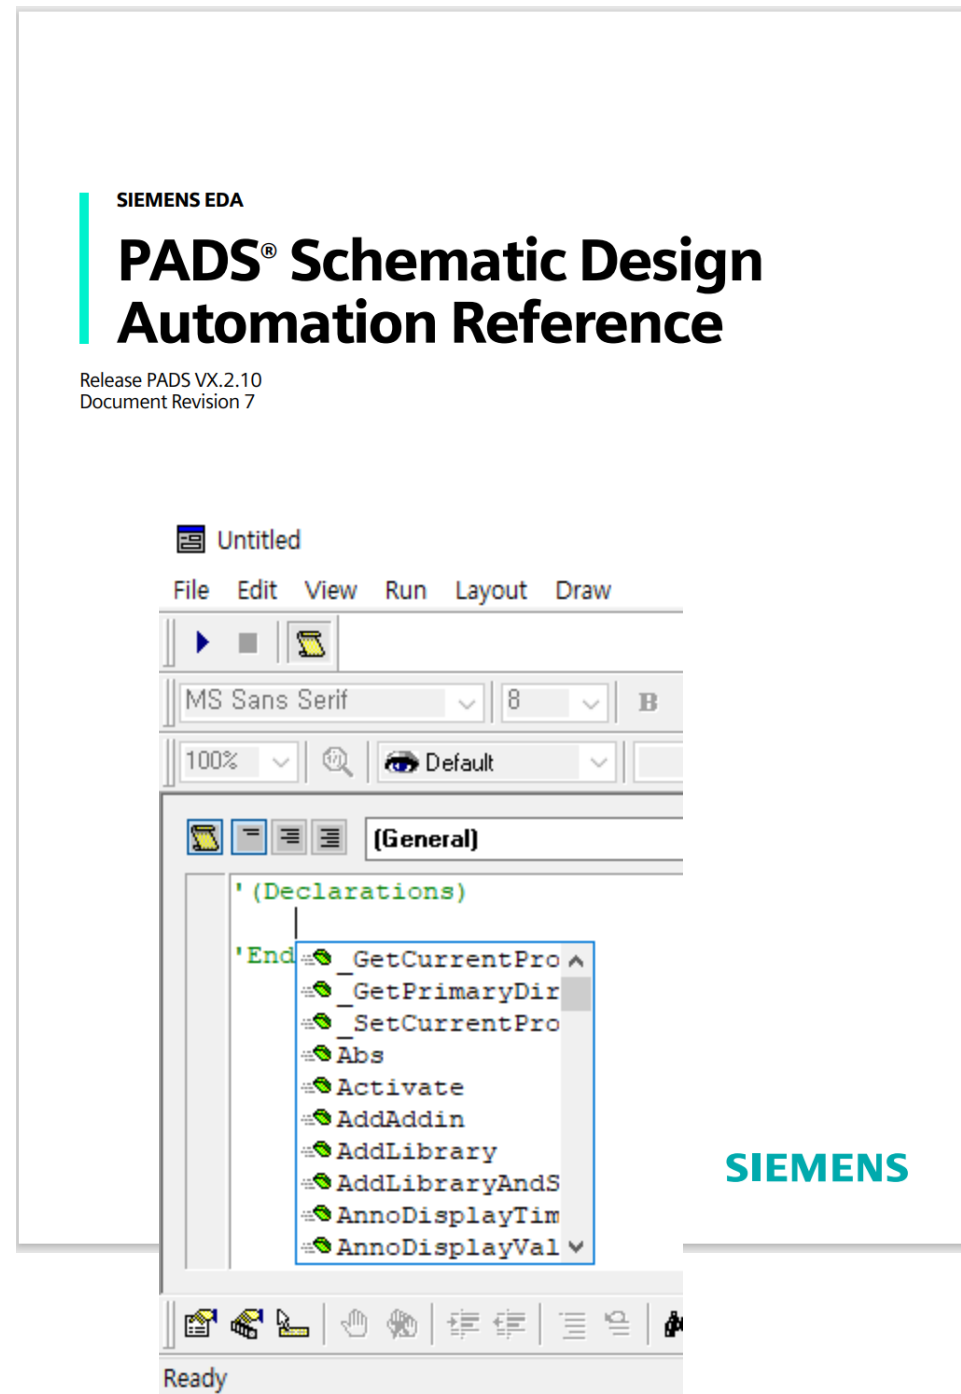 SIEMENS EDA
PADS® Schematic Design
Automation Reference
Release PADS VX.2.10
Document Revision 7
Untitled
File Edit View Run Layout Draw
MS Sans Serif 8 B
100% Default
(General)
'(Declarations)
'End
_GetCurrentPro
_GetPrimaryDir
_SetCurrentPro
Abs
Activate
AddAddin
AddLibrary
AddLibraryAndS
AnnoDisplayTim
AnnoDisplayVal
SIEMENS
Ready